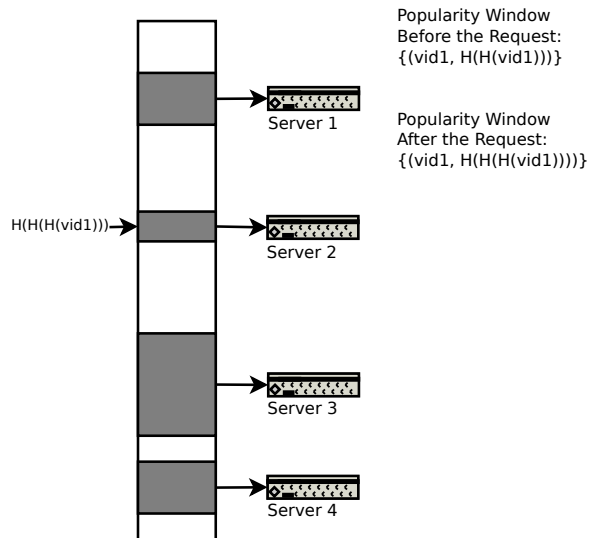 Popularity Window
Before the Request:
{(vid1, H(H(vid1)))}
Server 1
Popularity Window
After the Request:
{(vid1, H(H(H(vid1))))}
H(H(H(vid1)))
Server 2
Server 3
Server 4